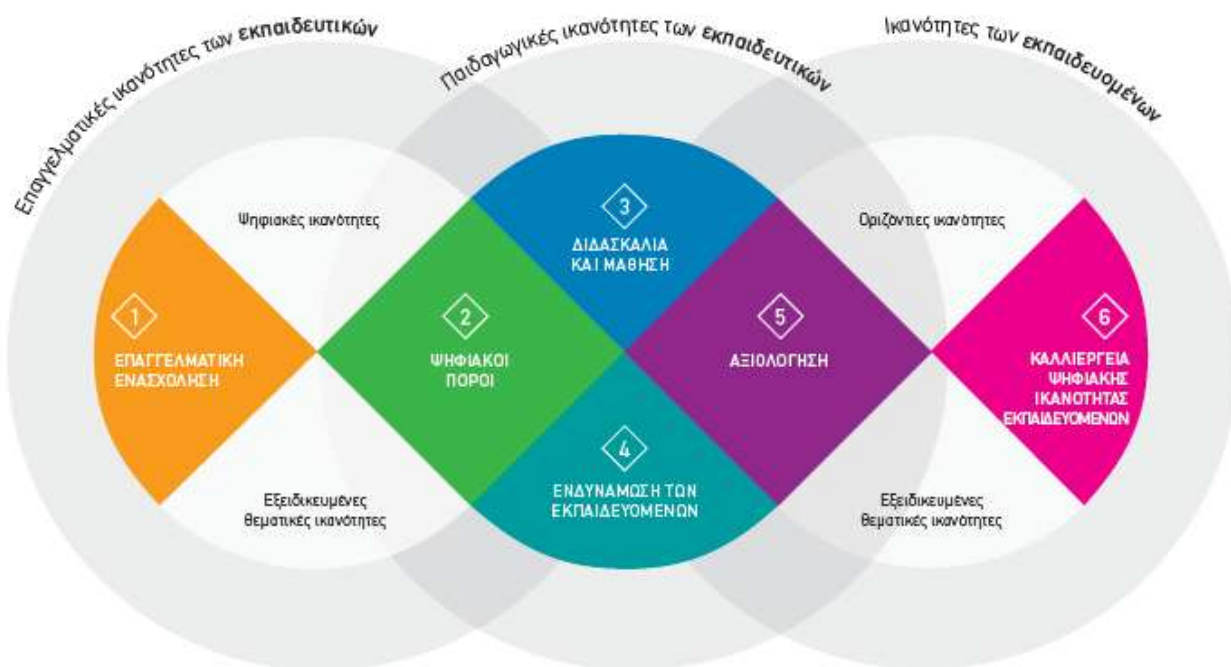 Επαγγελματικές ικανότητες των εκπαιδευτικών
Παιδαγωγικές ικανότητες των εκπαιδευτικών
Ικανότητες των εκπαιδευομένων
Ψηφιακές ικανότητες
3
ΔΙΔΑΣΚΑΛΙΑ
ΚΑΙ ΜΑΘΗΣΗ
Οριζόντιες ικανότητες
1
ΕΠΑΓΓΕΛΜΑΤΙΚΗ
ΕΝΑΣΧΟΛΗΣΗ
2
ΨΗΦΙΑΚΟΙ
ΠΟΡΟΙ
5
ΑΞΙΟΛΟΓΗΣΗ
6
ΚΑΛΛΙΕΡΓΕΙΑ
ΨΗΦΙΑΚΗΣ
ΙΚΑΝΟΤΗΤΑΣ
ΕΚΠΑΙΔΕΥΟΜΕΝΩΝ
Εξειδικευμένες
θεματικές ικανότητες
4
ΕΝΔΥΝΑΜΩΣΗ ΤΩΝ
ΕΚΠΑΙΔΕΥΟΜΕΝΩΝ
Εξειδικευμένες
θεματικές ικανότητες